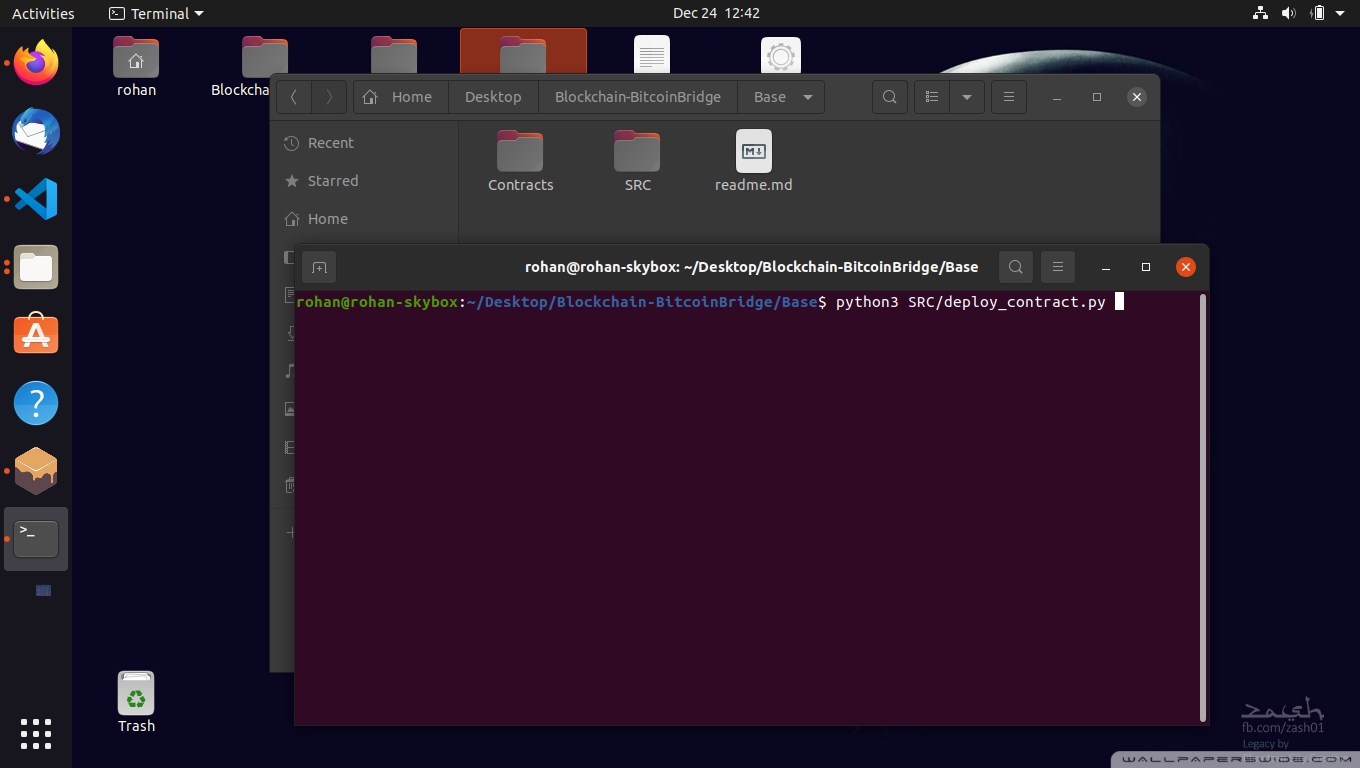 Activities
Terminal
Dec 24 12:42
rohan
Blockcha
Home
Desktop
Blockchain-BitcoinBridge
Base
Recent
Starred
Home
Contracts
SRC
readme.md
rohan@rohan-skybox: ~/Desktop/Blockchain-BitcoinBridge/Base
rohan@rohan-skybox:~/Desktop/Blockchain-BitcoinBridge/Base$ python3 SRC/deploy_contract.py
Trash
zash
fb.com/zash01
Legacy by
WALLPAPERSWIDE.COM